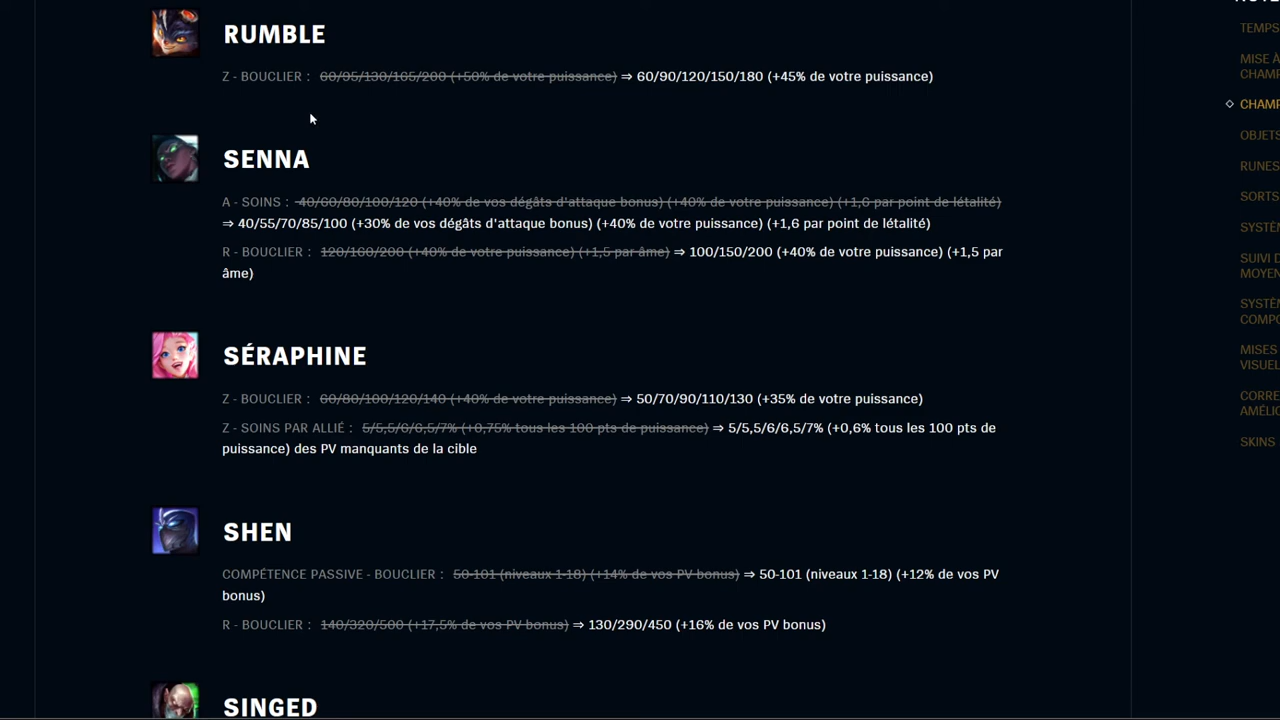 RUMBLE
Z - BOUCLIER : 60/95/130/165/200 (+50% de votre puissance) ⇒ 60/90/120/150/180 (+45% de votre puissance)
SENNA
A - SOINS : 40/60/80/100/120 (+40% de vos dégâts d'attaque bonus) (+40% de votre puissance) (+1,6 par point de létalité)
⇒ 40/55/70/85/100 (+30% de vos dégâts d'attaque bonus) (+40% de votre puissance) (+1,6 par point de létalité)
R - BOUCLIER : 120/160/200 (+40% de votre puissance) (+1,5 par âme) ⇒ 100/150/200 (+40% de votre puissance) (+1,5 par
âme)
SÉRAPHINE
Z - BOUCLIER : 60/80/100/120/140 (+40% de votre puissance) ⇒ 50/70/90/110/130 (+35% de votre puissance)
Z - SOINS PAR ALLIÉ : 5/5,5/6/6,5/7% (+0,75% tous les 100 pts de puissance) ⇒ 5/5,5/6/6,5/7% (+0,6% tous les 100 pts de
puissance) des PV manquants de la cible
SHEN
COMPÉTENCE PASSIVE - BOUCLIER : 50-101 (niveaux 1-18) (+14% de vos PV bonus) ⇒ 50-101 (niveaux 1-18) (+12% de vos PV
bonus)
R - BOUCLIER : 140/320/500 (+17,5% de vos PV bonus) ⇒ 130/290/450 (+16% de vos PV bonus)
SINGED
TEMPS
MISE À
CHAMP
CHAMP
OBJETS
RUNES
SORTS
SYSTÈ
SUIVI D
MOYEN
SYSTÈ
COMPO
MISES
VISUEL
CORRE
AMÉLIO
SKINS